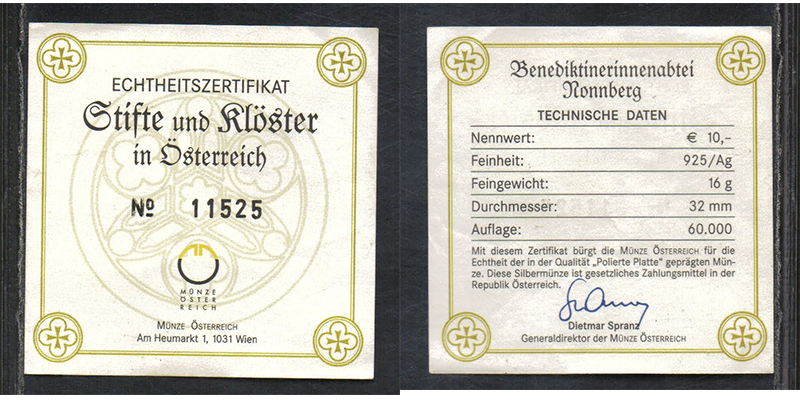 ECHTHEITSZERTIFIKAT
Stifte und Klöster
in Österreich
№ 11525
MÜNZE
ÖSTER
REICH
MÜNZE ÖSTERREICH
Am Heumarkt 1, 1031 Wien
Benediktinerinnenabtei
Nonnberg
TECHNISCHE DATEN
Nennwert: € 10,–
Feinheit: 925/Ag
Feingewicht: 16 g
Durchmesser: 32 mm
Auflage: 60.000
Mit diesem Zertifikat bürgt die MÜNZE ÖSTERREICH für die
Echtheit der in der Qualität „Polierte Platte“ geprägten Mün-
ze. Diese Silbermünze ist gesetzliches Zahlungsmittel in der
Republik Österreich.
Dietmar Spranz
Generaldirektor der MÜNZE ÖSTERREICH